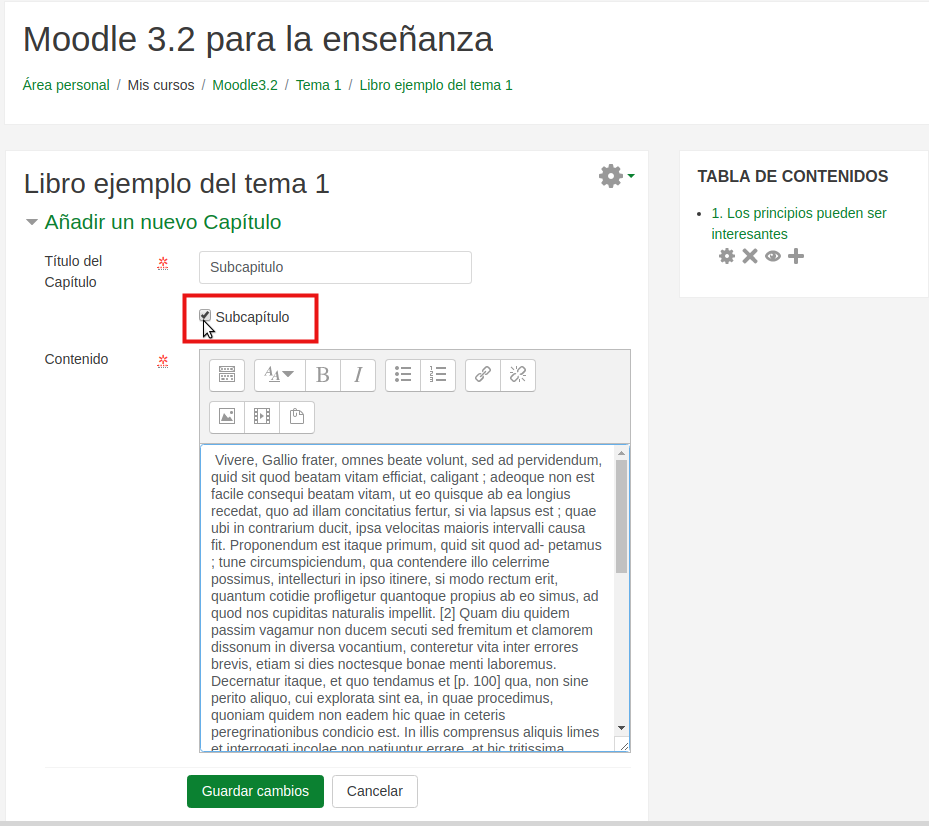 Moodle 3.2 para la enseñanza
Área personal / Mis cursos / Moodle3.2 / Tema 1 / Libro ejemplo del tema 1
Libro ejemplo del tema 1
Añadir un nuevo Capítulo
Título del
Capítulo
Subcapitulo
Subcapítulo
Contenido
B I
Vivere, Gallio frater, omnes beate volunt, sed ad pervidendum,
quid sit quod beatam vitam efficiat, caligant ; adeoque non est
facile consequi beatam vitam, ut eo quisque ab ea longius
recedat, quo ad illam concitatius fertur, si via lapsus est ; quae
ubi in contrarium ducit, ipsa velocitas maioris intervalli causa
fit. Proponendum est itaque primum, quid sit quod ad- petamus
; tune circumspiciendum, qua contendere illo celerrime
possimus, intellecturi in ipso itinere, si modo rectum erit,
quantum cotidie profligetur quantoque propius ab eo simus, ad
quod nos cupiditas naturalis impellit. [2] Quam diu quidem
passim vagamur non ducem secuti sed fremitum et clamorem
dissonum in diversa vocantium, conteretur vita inter errores
brevis, etiam si dies noctesque bonae menti laboremus.
Decernatur itaque, et quo tendamus et [p. 100] qua, non sine
perito aliquo, cui explorata sint ea, in quae procedimus,
quoniam quidem non eadem hic quae in ceteris
peregrinationibus condicio est. In illis comprensus aliquis limes
et interrogati incolae non patiuntur errare, at hic tritissima
Guardar cambios
Cancelar
TABLA DE CONTENIDOS
1. Los principios pueden ser
interesantes